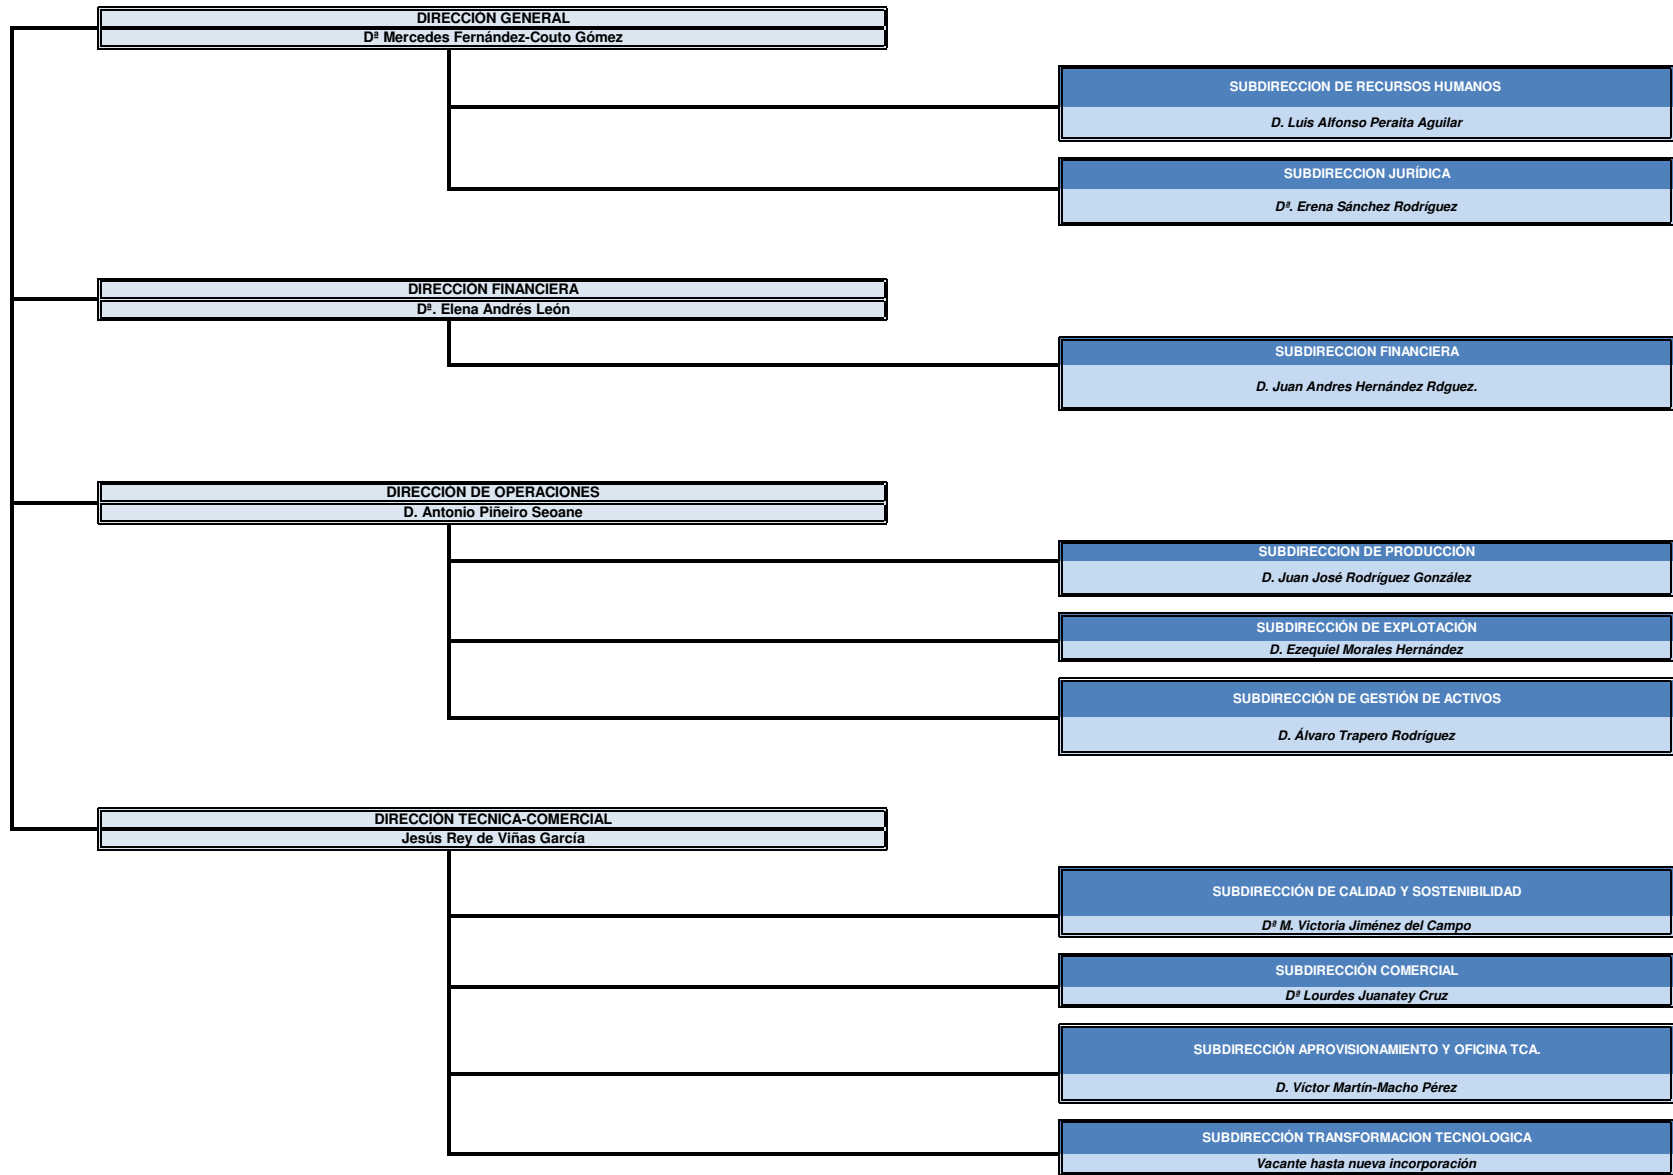 DIRECCIÓN GENERAL
Dª Mercedes Fernández-Couto Gómez
SUBDIRECCION DE RECURSOS HUMANOS
D. Luis Alfonso Peraita Aguilar
SUBDIRECCION JURÍDICA
Dª. Erena Sánchez Rodríguez
DIRECCIÓN FINANCIERA
Dª. Elena Andrés León
SUBDIRECCION FINANCIERA
D. Juan Andres Hernández Rdguez.
DIRECCIÓN DE OPERACIONES
D. Antonio Piñeiro Seoane
SUBDIRECCION DE PRODUCCIÓN
D. Juan José Rodríguez González
SUBDIRECCIÓN DE EXPLOTACIÓN
D. Ezequiel Morales Hernández
SUBDIRECCIÓN DE GESTIÓN DE ACTIVOS
D. Álvaro Trapero Rodríguez
DIRECCIÓN TECNICA-COMERCIAL
Jesús Rey de Viñas García
SUBDIRECCIÓN DE CALIDAD Y SOSTENIBILIDAD
Dª M. Victoria Jiménez del Campo
SUBDIRECCIÓN COMERCIAL
Dª Lourdes Juanatey Cruz
SUBDIRECCIÓN APROVISIONAMIENTO Y OFICINA TCA.
D. Víctor Martín-Macho Pérez
SUBDIRECCIÓN TRANSFORMACION TECNOLOGICA
Vacante hasta nueva incorporación